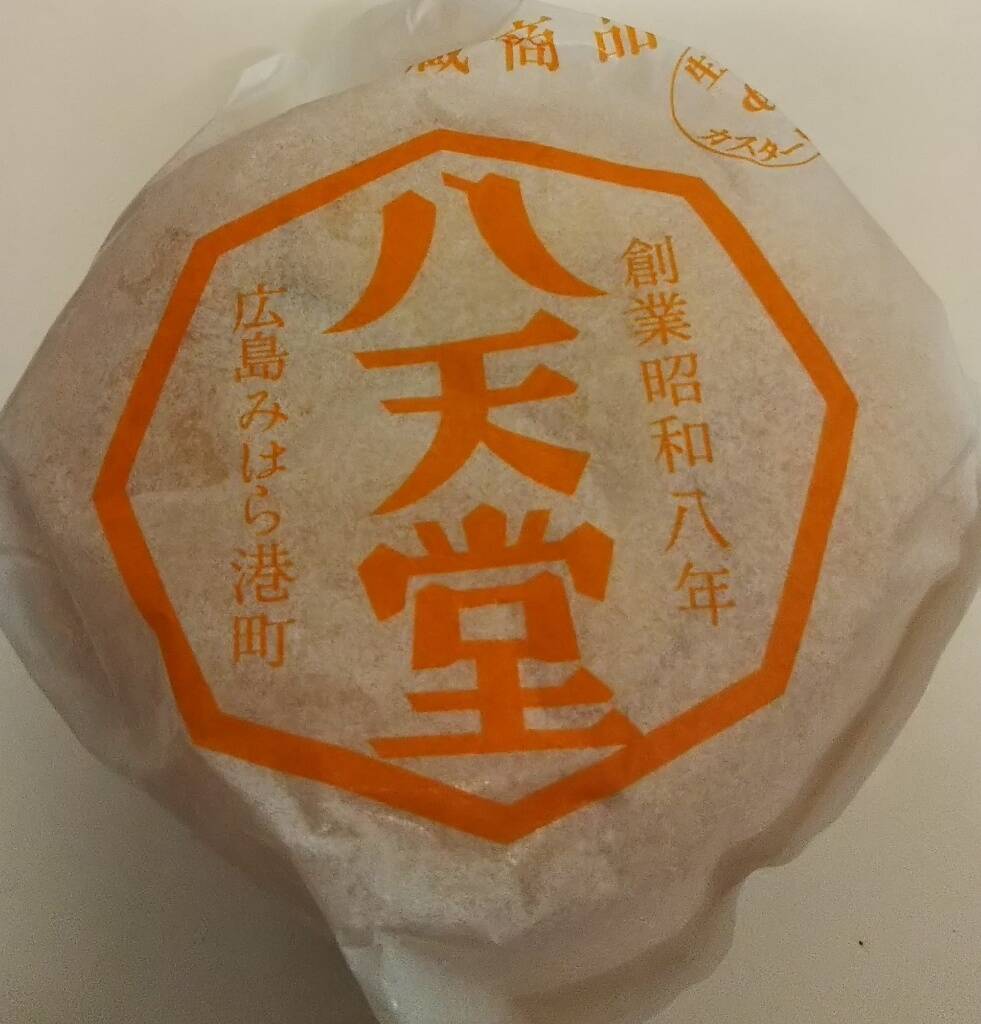 蔵商品
生
カスター
創業昭和八年
八天堂
広島みはら港町